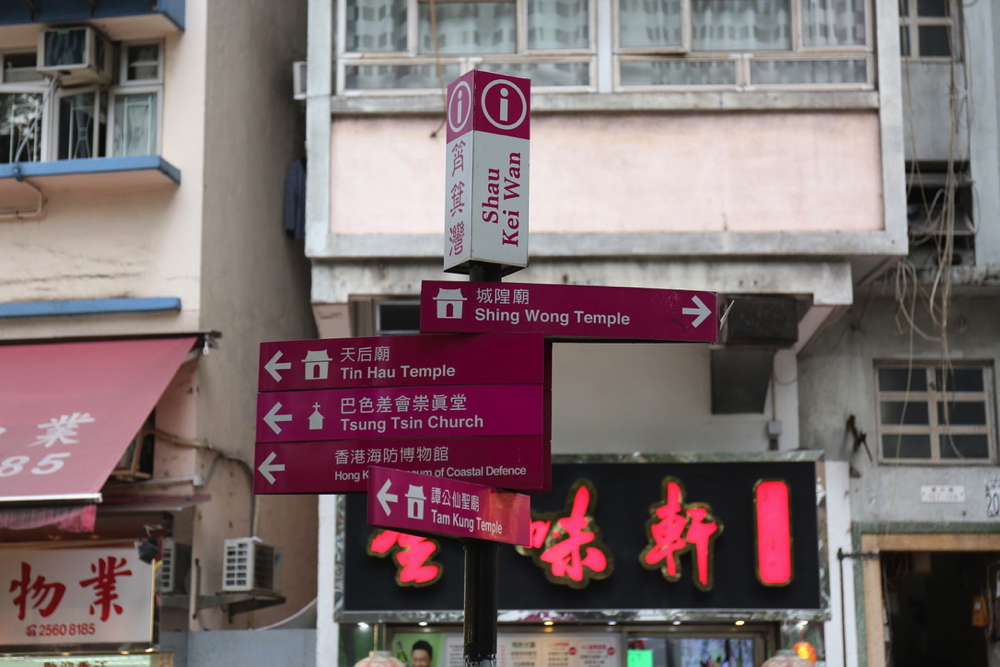 筲箕灣
Shau
Kei Wan
城隍廟
Shing Wong Temple
天后廟
Tin Hau Temple
巴色差會崇真堂
Tsung Tsin Church
香港海防博物館
Hong K um of Coastal Defence
譚公仙聖廟
Tam Kung Temple
味軒
業
85
物業
2560 8185